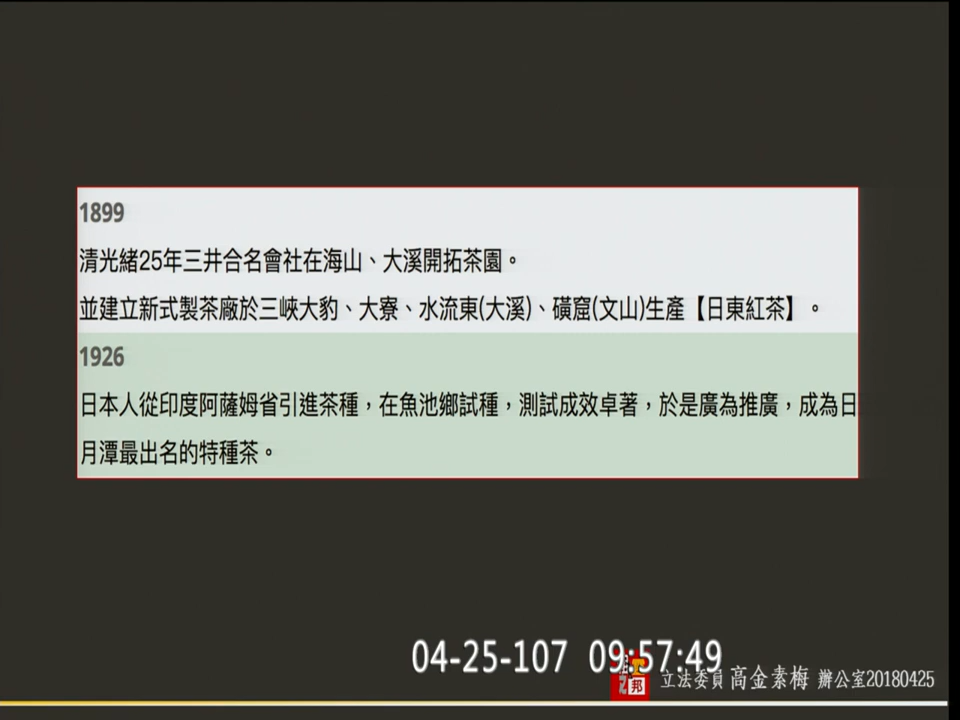 1899
清光緒25年三井合名會社在海山、大溪開拓茶園。
並建立新式製茶廠於三峽大豹、大寮、水流東(大溪)、磺窟(文山)生產【日東紅茶】。
1926
日本人從印度阿薩姆省引進茶種，在魚池鄉試種，測試成效卓著，於是廣為推廣，成為日
月潭最出名的特種茶。
04-25-107 09:57:49
立法委員 高金素梅 辦公室20180425